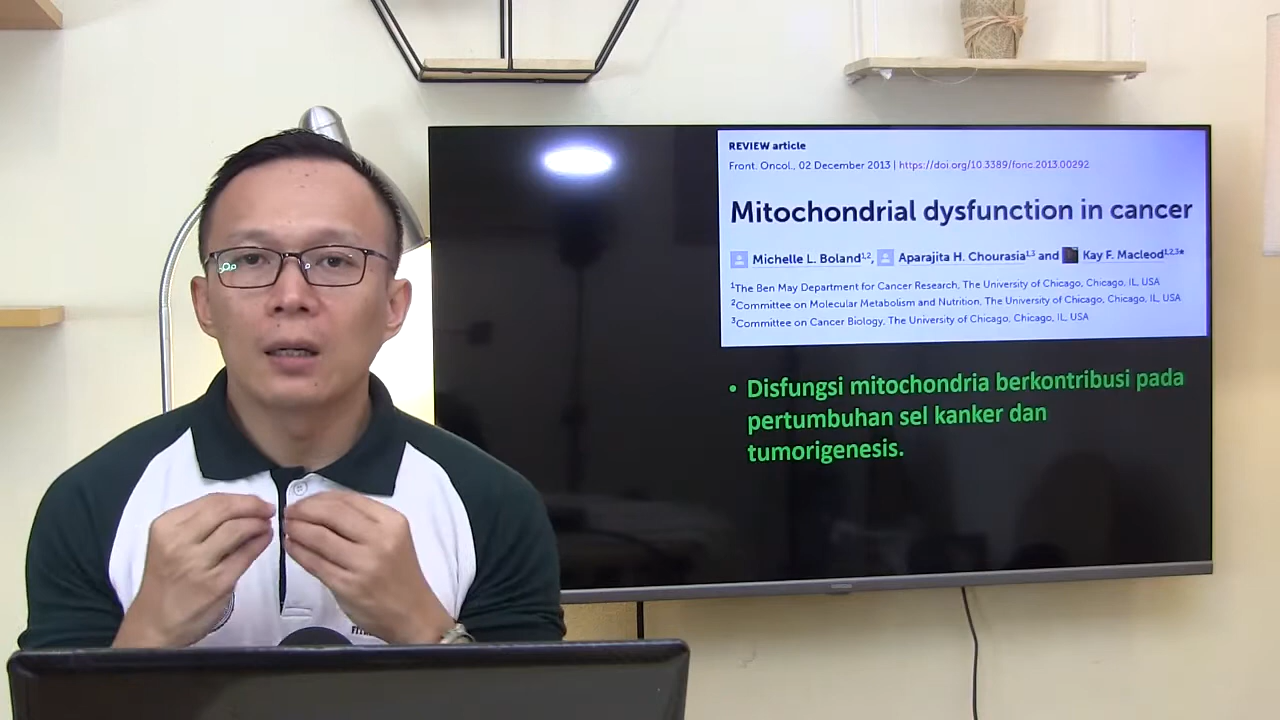 REVIEW article
Front. Oncol., 02 December 2013 | https://doi.org/10.3389/fonc.2013.00292
Mitochondrial dysfunction in cancer
Michelle L. Boland1,2, Aparajita H. Chourasia1,3 and Kay F. Macleod1,2,3*
1The Ben May Department for Cancer Research, The University of Chicago, Chicago, IL, USA
2Committee on Molecular Metabolism and Nutrition, The University of Chicago, Chicago, IL, USA
3Committee on Cancer Biology, The University of Chicago, Chicago, IL, USA
• Disfungsi mitochondria berkontribusi pada
pertumbuhan sel kanker dan
tumorigenesis.